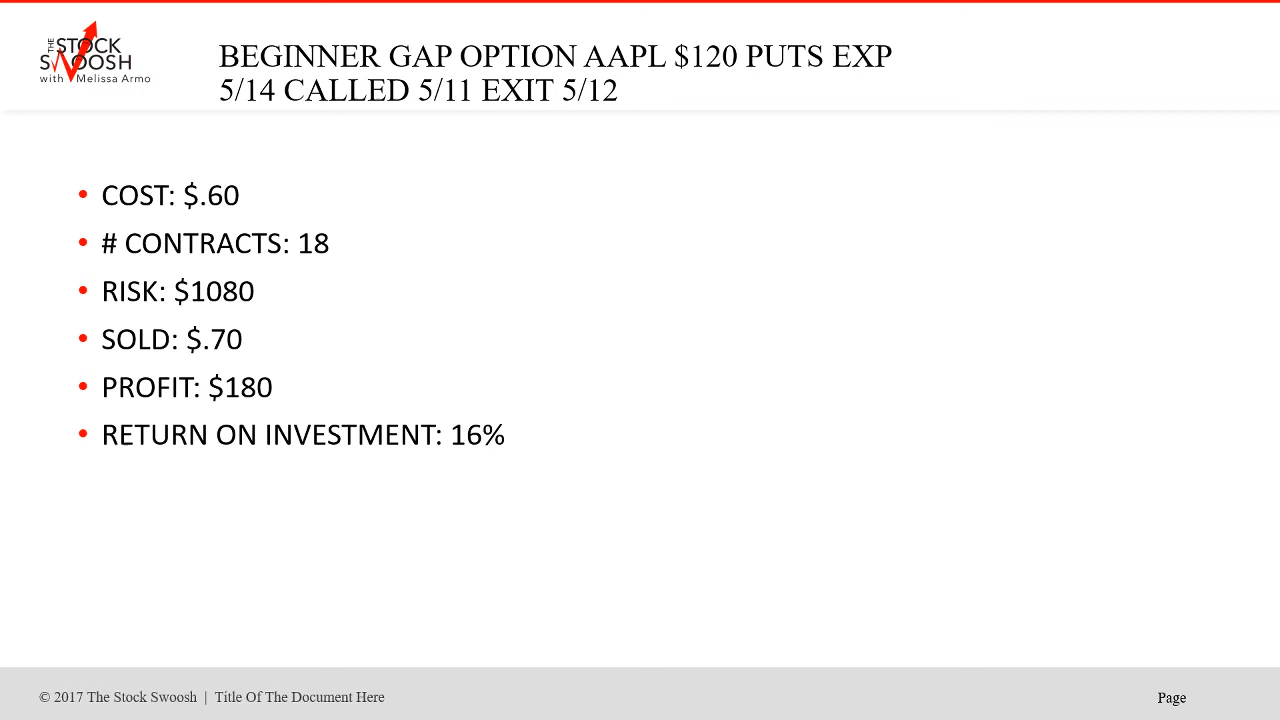 THE STOCK
SWOOSH
with Melissa Armo
BEGINNER GAP OPTION AAPL $120 PUTS EXP
5/14 CALLED 5/11 EXIT 5/12
• COST: $.60
• # CONTRACTS: 18
• RISK: $1080
• SOLD: $.70
• PROFIT: $180
• RETURN ON INVESTMENT: 16%
© 2017 The Stock Swoosh | Title Of The Document Here
Page